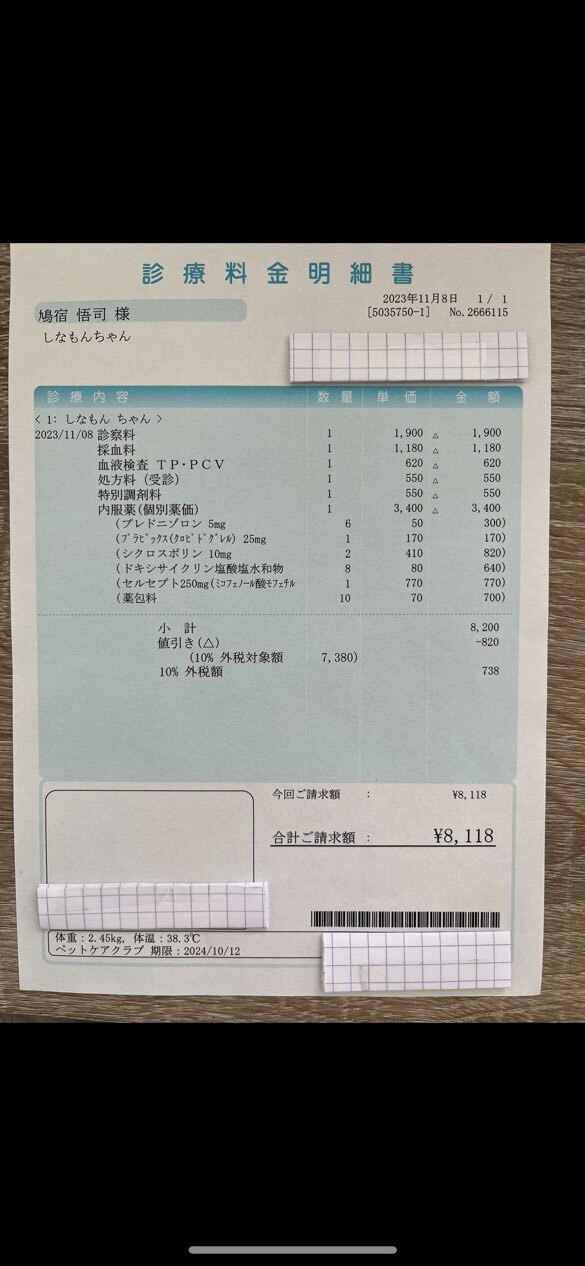 診療料金明細書
2023年11月8日 1/ 1
鳩宿 悟司 様
[5035750-1] No.2666115
しなもんちゃん
診療内容 数量 単価 金額
< 1: しなもん ちゃん >
2023/11/08 診察料 1 1,900 △ 1,900
採血料 1 1,180 △ 1,180
血液検査 TP・PCV 1 620 △ 620
処方料 (受診) 1 550 △ 550
特別調剤料 1 550 △ 550
内服薬(個別薬価) 1 3,400 △ 3,400
(プレドニゾロン 5mg 6 50 300)
(プラビックス(クロピドグレル) 25mg 1 170 170)
(シクロスポリン 10mg 2 410 820)
(ドキシサイクリン塩酸塩水和物 8 80 640)
(セルセプト250mg(ミコフェノール酸モフェチル 1 770 770)
(薬包料 10 70 700)
小 計 8,200
値引き(△) -820
(10% 外税対象額 7,380)
10% 外税額 738
今回ご請求額 : ¥8,118
合計ご請求額 : ¥8,118
体重:2.45kg, 体温:38.3℃
ペットケアクラブ 期限:2024/10/12